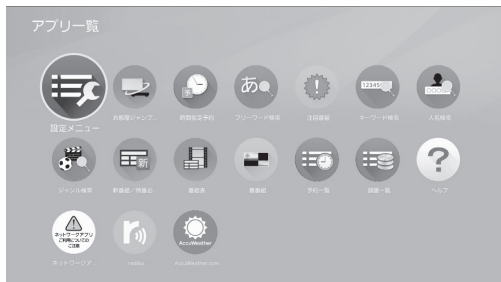 アプリ一覧
設定メニュー
お部屋ジャンプ...
予
時間指定予約
あ
フリーワード検索
注目番組
12345
キーワード検索
人名検索
ジャンル検索
新
新番組/特番必...
番組表
裏番組
予約一覧
録画一覧
?
ヘルプ
ネットワークアプリ
ご利用についての
ご注意
ネットワークア...
r
radiko
AccuWeather
AccuWeather.com